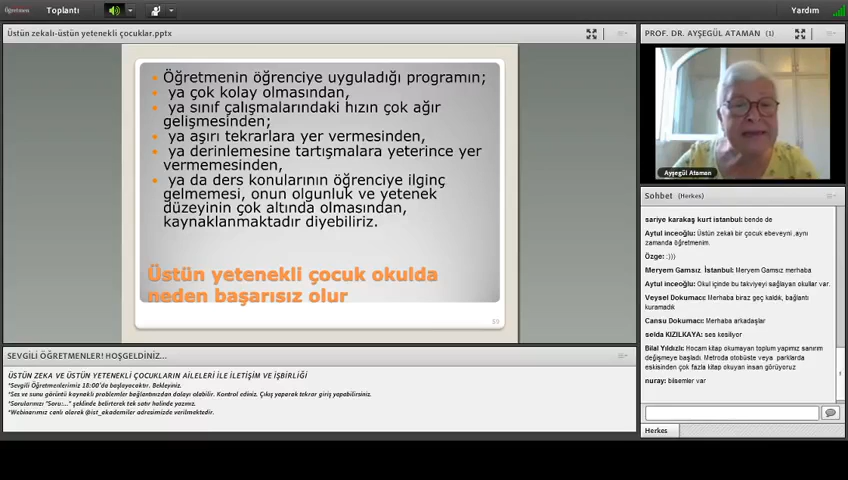 Öğretmen
Toplantı
Yardım
Üstün zekalı-üstün yetenekli çocuklar.pptx
Öğretmenin öğrenciye uyguladığı programın;
ya çok kolay olmasından,
ya sınıf çalışmalarındaki hızın çok ağır
gelişmesinden;
ya aşırı tekrarlara yer vermesinden,
ya derinlemesine tartışmalara yeterince yer
vermemesinden,
ya da ders konularının öğrenciye ilginç
gelmemesi, onun olgunluk ve yetenek
düzeyinin çok altında olmasından,
kaynaklanmaktadır diyebiliriz.
Üstün yetenekli çocuk okulda
neden başarısız olur
59
SEVGİLİ ÖĞRETMENLER! HOŞGELDİNİZ...
ÜSTÜN ZEKA VE ÜSTÜN YETENEKLİ ÇOCUKLARIN AİLELERİ İLE İLETİŞİM VE İŞBİRLİĞİ
*Sevgili Öğretmenlerimiz 18:00'da başlayacaktır. Bekleyiniz.
*Ses ve sunu görüntü kaynaklı problemler bağlantınızdan dolayı olabilir. Kontrol ediniz. Çıkış yaparak tekrar giriş yapabilirsiniz.
*Sorularınızı "Soru:..." şeklinde belirterek tek satır halinde yazınız.
*Webinarımız canlı olarak @ist_akademiler adresimizde verilmektedir.
PROF. DR. AYŞEGÜL ATAMAN (1)
Ayşegül Ataman
Sohbet (Herkes)
sariye karakaş kurt istanbul: bende de
Aytul inceoğlu: Üstün zekalı bir çocuk ebeveyni ,aynı
zamanda öğretmenim.
Özge: :)))
Meryem Gamsız İstanbul: Meryem Gamsız merhaba
Aytul inceoğlu: Okul içinde bu takviyeyi sağlayan okullar var.
Veysel Dokumacı: Merhaba biraz geç kaldık, bağlantı
kuramadık
Cansu Dokumacı: Merhaba arkadaşlar
selda KIZILKAYA: ses kesiliyor
Bilal Yıldızlı: Hocam kitap okumayan toplum yapımız sanırım
değişmeye başladı. Metroda otobüste veya parklarda
eskisinden çok fazla kitap okuyan insan görüyoruz
nuray: bisemler var
Herkes